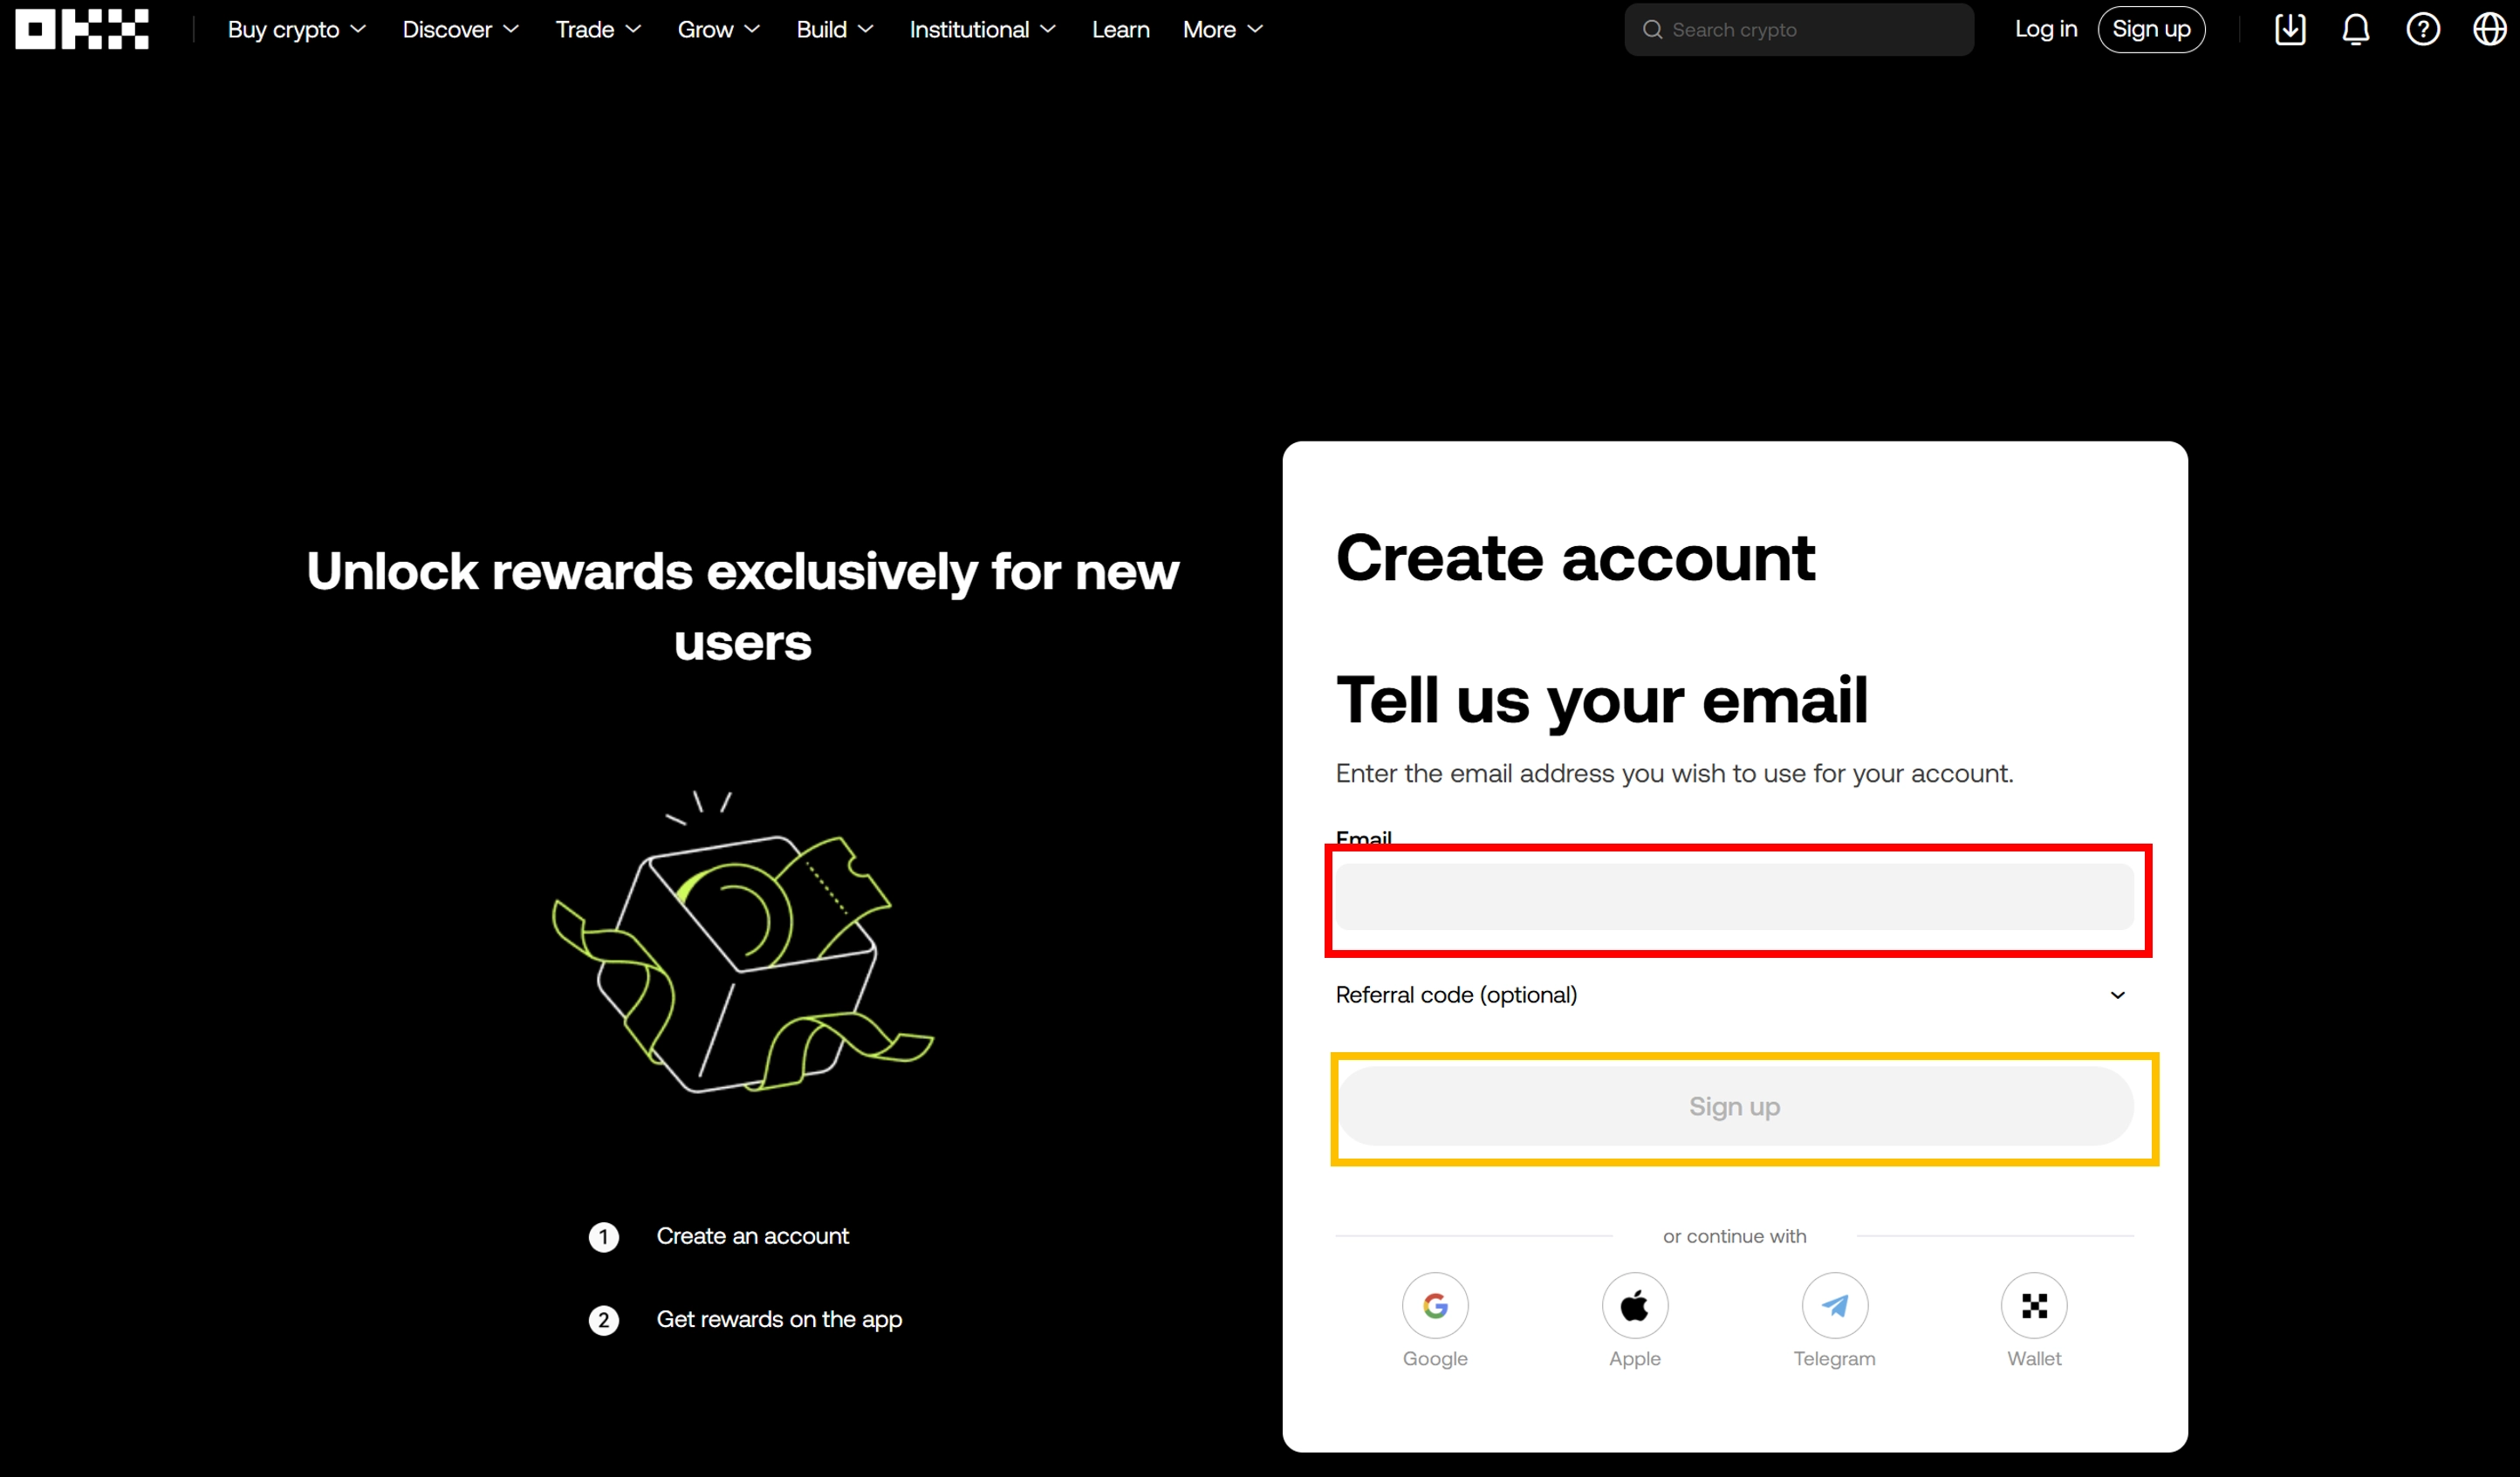 OKX
Buy crypto Discover Trade Grow Build Institutional Learn More Search crypto Log in Sign up
Unlock rewards exclusively for new
users
1 Create an account
2 Get rewards on the app
Create account
Tell us your email
Enter the email address you wish to use for your account.
Email
Referral code (optional)
Sign up
or continue with
Google Apple Telegram Wallet